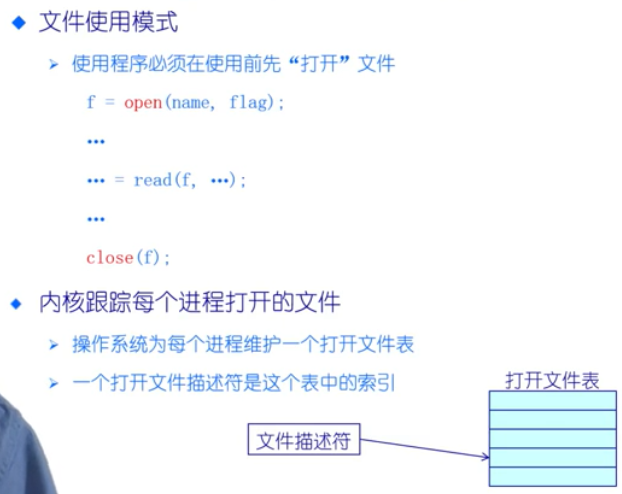 文件使用模式
使用程序必须在使用前先“打开”文件
f = open(name, flag);
…
… = read(f, …);
…
close(f);
内核跟踪每个进程打开的文件
操作系统为每个进程维护一个打开文件表
一个打开文件描述符是这个表中的索引
打开文件表
文件描述符